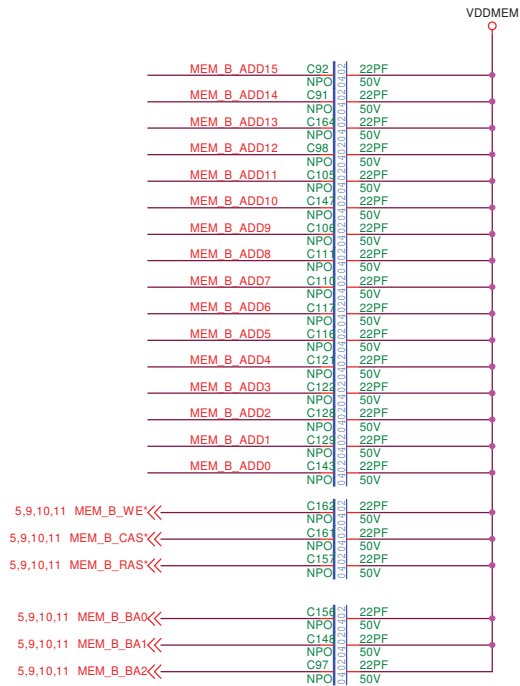 VDDMEM
MEM_B_ADD15 C92 0402 22PF
NPO 50V
MEM_B_ADD14 C91 0402 22PF
NPO 50V
MEM_B_ADD13 C164 0402 22PF
NPO 50V
MEM_B_ADD12 C98 0402 22PF
NPO 50V
MEM_B_ADD11 C105 0402 22PF
NPO 50V
MEM_B_ADD10 C147 0402 22PF
NPO 50V
MEM_B_ADD9 C106 0402 22PF
NPO 50V
MEM_B_ADD8 C111 0402 22PF
NPO 50V
MEM_B_ADD7 C110 0402 22PF
NPO 50V
MEM_B_ADD6 C117 0402 22PF
NPO 50V
MEM_B_ADD5 C116 0402 22PF
NPO 50V
MEM_B_ADD4 C121 0402 22PF
NPO 50V
MEM_B_ADD3 C122 0402 22PF
NPO 50V
MEM_B_ADD2 C128 0402 22PF
NPO 50V
MEM_B_ADD1 C129 0402 22PF
NPO 50V
MEM_B_ADD0 C143 0402 22PF
NPO 50V
5,9,10,11 MEM_B_WE* C162 0402 22PF
NPO 50V
5,9,10,11 MEM_B_CAS* C161 0402 22PF
NPO 50V
5,9,10,11 MEM_B_RAS* C157 0402 22PF
NPO 50V
5,9,10,11 MEM_B_BA0 C156 0402 22PF
NPO 50V
5,9,10,11 MEM_B_BA1 C148 0402 22PF
NPO 50V
5,9,10,11 MEM_B_BA2 C97 0402 22PF
NPO 50V